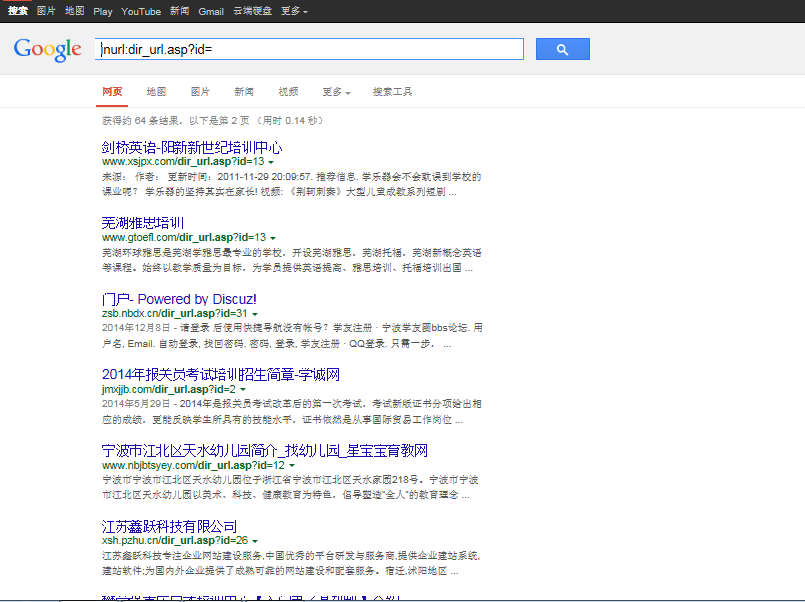 搜索 图片 地图 Play YouTube 新闻 Gmail 云端硬盘 更多
Google inurl:dir_url.asp?id=
网页 地图 图片 新闻 视频 更多 搜索工具
获得约 64 条结果，以下是第 2 页 （用时 0.14 秒）
剑桥英语-阳新新世纪培训中心
www.xsjpx.com/dir_url.asp?id=13
来源： 作者： 更新时间：2011-11-29 20:09:57. 推荐信息. 学乐器会不会耽误到学校的
课业呢？ 学乐器的坚持其实在家长! 视频: 《荆轲刺秦》大型儿童成教系列短剧 ...
芜湖雅思培训
www.gtoefl.com/dir_url.asp?id=13
芜湖环球雅思是芜湖学雅思最专业的学校，开设芜湖雅思，芜湖托福，芜湖新概念英语
等课程。始终以教学质量为目标，为学员提供英语提高、雅思培训、托福培训出国 ...
门户- Powered by Discuz!
zsb.nbdx.cn/dir_url.asp?id=31
2014年12月8日 - 请登录 后使用快捷导航没有帐号？学友注册 · 宁波学友圈bbs论坛. 用
户名, Email. 自动登录, 找回密码. 密码, 登录, 学友注册 · QQ登录. 只需一步， ...
2014年报关员考试培训招生简章-学诚网
jmxjjb.com/dir_url.asp?id=2
2014年5月29日 - 2014年是报关员考试改革后的第一次考试，考试新版证书分项给出相
应的成绩，更能反映学生所具有的技能水平，证书依然是从事国际贸易工作岗位 ...
宁波市江北区天水幼儿园简介_找幼儿园_星宝宝育教网
www.nbjbtsyey.com/dir_url.asp?id=12
宁波市宁波市江北区天水幼儿园位于浙江省宁波市江北区天水家园218号，宁波市宁波
市江北区天水幼儿园以美术、科技、健康教育为特色，倡导塑造"全人"的教育理念 ...
江苏鑫跃科技有限公司
xsh.pzhu.cn/dir_url.asp?id=26
江苏鑫跃科技专注企业网站建设服务,中国优秀的平台研发与服务商,提供企业建站系统,
建站软件;为国内外企业提供了成熟可靠的网站建设和配套服务。宿迁,沭阳地区 ...